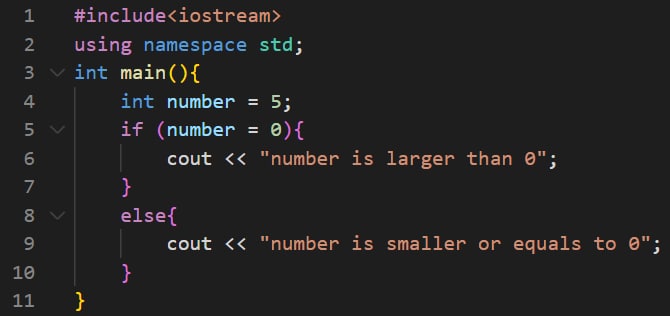 1 #include<iostream>
2 using namespace std;
3 int main(){
4     int number = 5;
5     if (number = 0){
6         cout << "number is larger than 0";
7     }
8     else{
9         cout << "number is smaller or equals to 0";
10     }
11 }